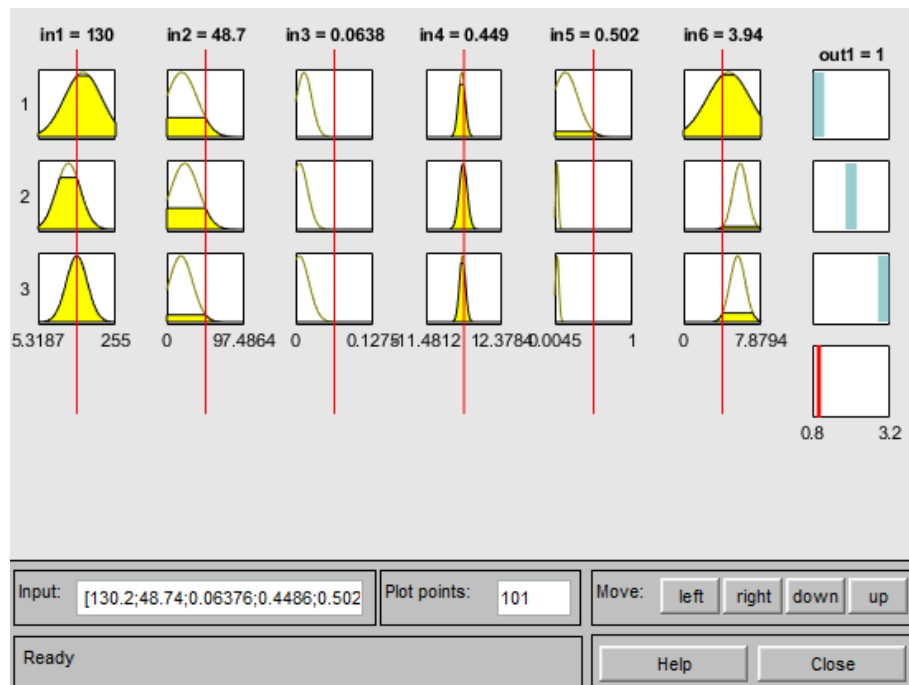 in1 = 130 in2 = 48.7 in3 = 0.0638 in4 = 0.449 in5 = 0.502 in6 = 3.94
out1 = 1
1
2
3
5.3187 255 0 97.4864 0 0.1275 -11.4812 12.3784 0.0045 1 0 7.8794
0.8 3.2
Input: [130.2;48.74;0.06376;0.4486;0.502 Plot points: 101 Move: left right down up
Ready Help Close